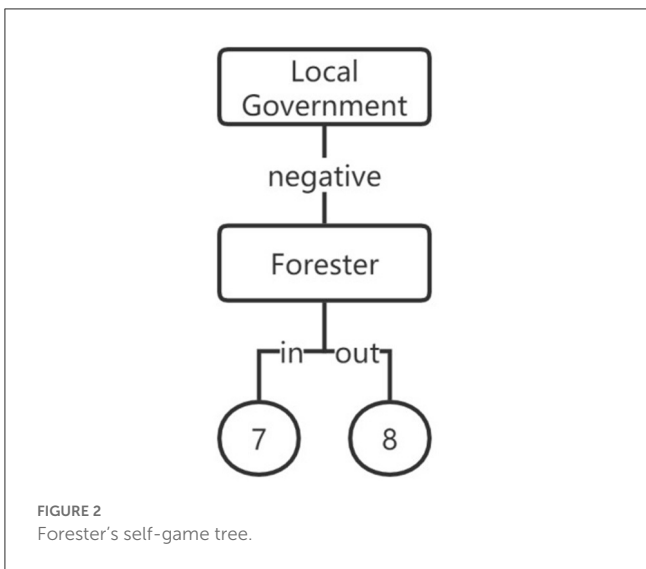 Local
Government
negative
Forester
in out
7 8
FIGURE 2
Forester's self-game tree.